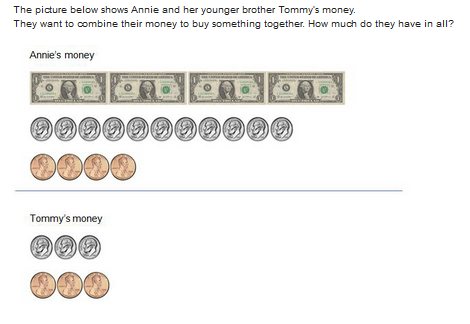 The picture below shows Annie and her younger brother Tommy's money.
They want to combine their money to buy something together. How much do they have in all?
Annie's money
Tommy's money